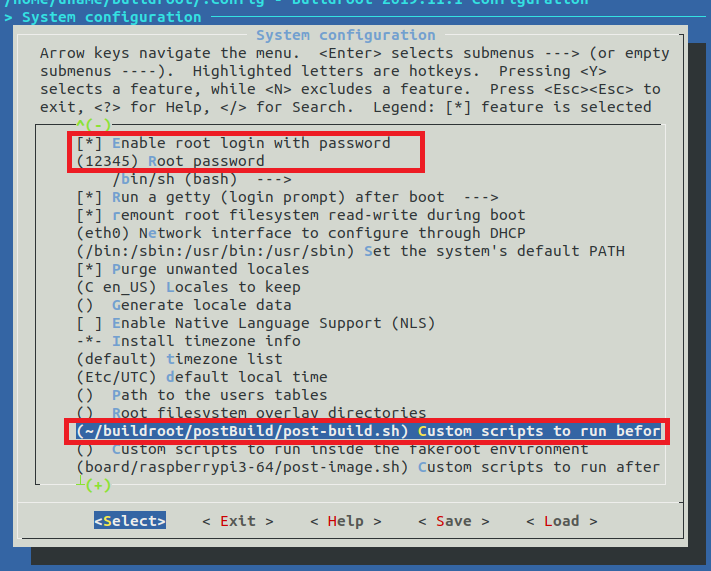 /home/uname/buildroot/.config - Buildroot 2019.11.1 Configuration
> System configuration
System configuration
Arrow keys navigate the menu.  <Enter> selects submenus ---> (or empty
submenus ----).  Highlighted letters are hotkeys.  Pressing <Y>
selects a feature, while <N> excludes a feature.  Press <Esc><Esc> to
exit, <?> for Help, </> for Search.  Legend: [*] feature is selected
^(-)
[*] Enable root login with password
(12345) Root password
/bin/sh (bash)  --->
[*] Run a getty (login prompt) after boot  --->
[*] remount root filesystem read-write during boot
(eth0) Network interface to configure through DHCP
(/bin:/sbin:/usr/bin:/usr/sbin) Set the system's default PATH
[*] Purge unwanted locales
(C en_US) Locales to keep
()  Generate locale data
[ ] Enable Native Language Support (NLS)
-*- Install timezone info
(default) timezone list
(Etc/UTC) default local time
()  Path to the users tables
()  Root filesystem overlay directories
(~/buildroot/postBuild/post-build.sh) Custom scripts to run befor
()  Custom scripts to run inside the fakeroot environment
(board/raspberrypi3-64/post-image.sh) Custom scripts to run after
(+)
<Select>    < Exit >    < Help >    < Save >    < Load >